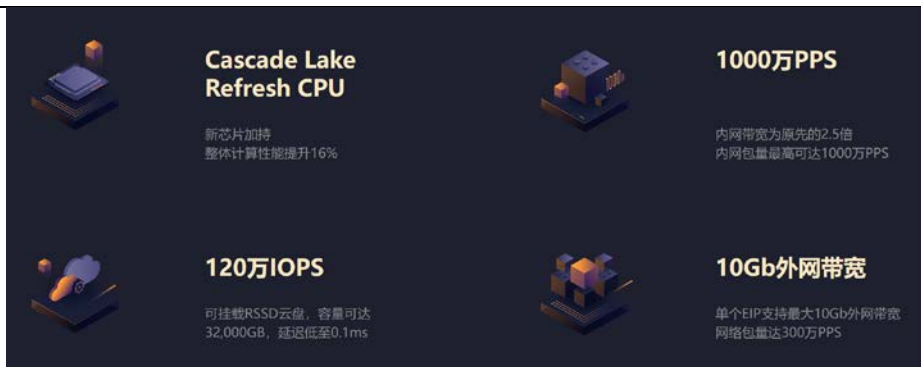 Cascade Lake
Refresh CPU
新芯片加持
整体计算性能提升16%
1000万PPS
内网带宽为原先的2.5倍
内网包量最高可达1000万PPS
120万IOPS
可挂载RSSD云盘，容量可达
32,000GB，延迟低至0.1ms
10Gb外网带宽
单个EIP支持最大10Gb外网带宽
网络包量达300万PPS